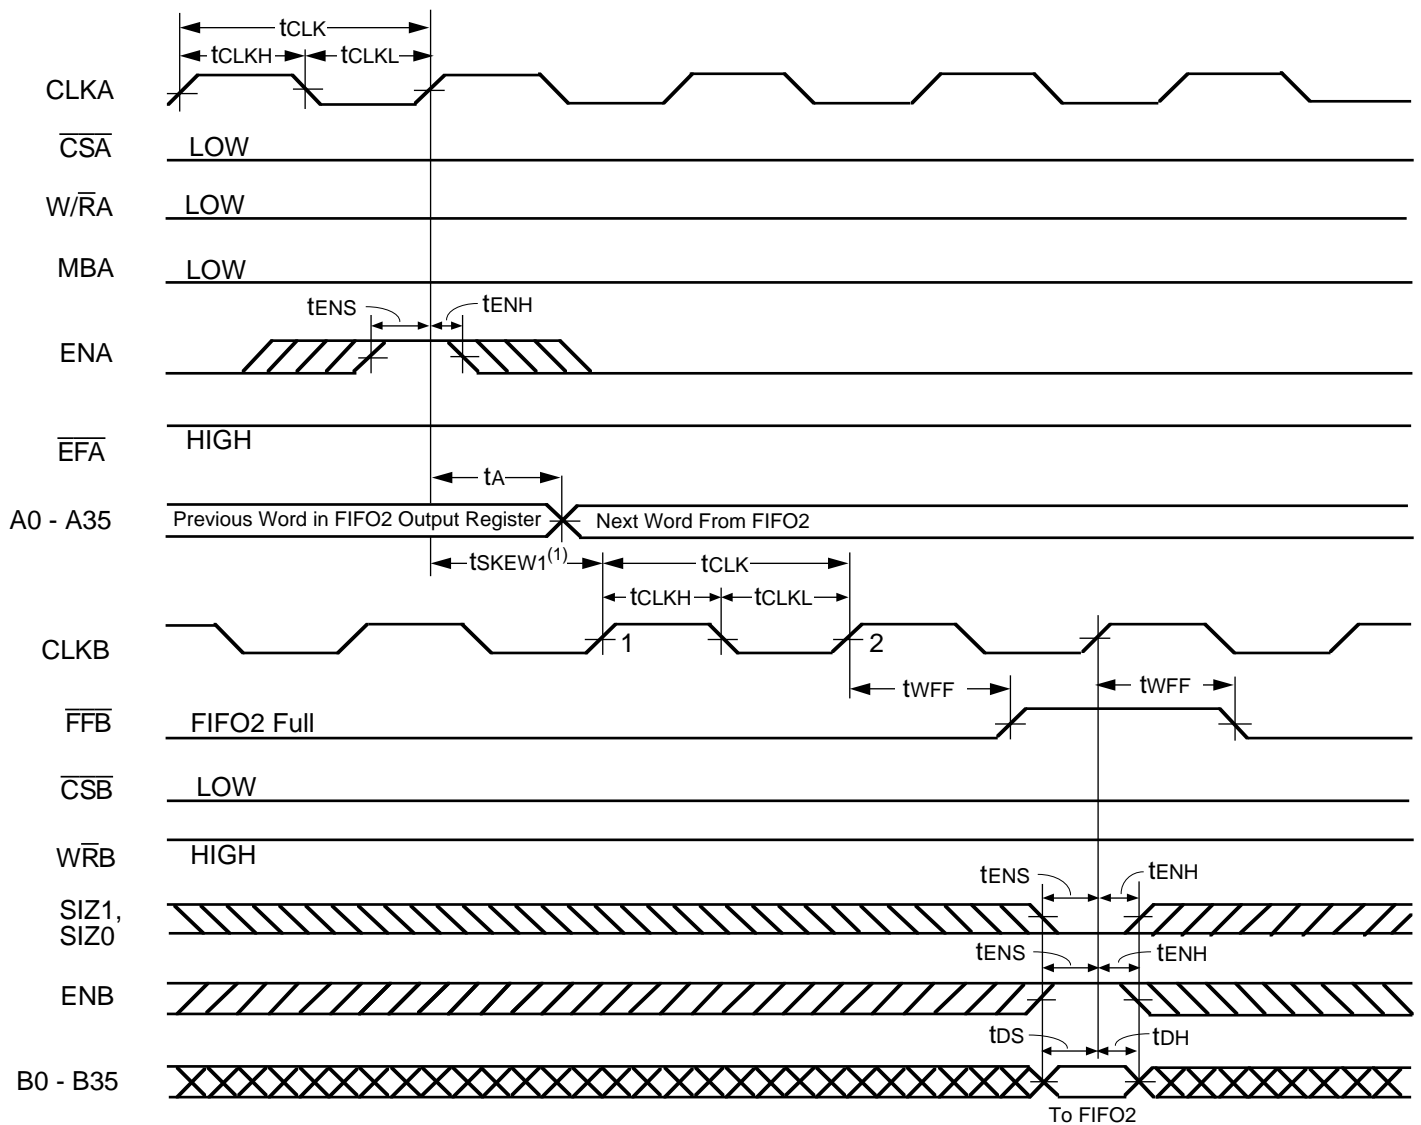 tCLK
tCLKH tCLKL
CLKA
CSA LOW
W/RA LOW
MBA LOW
tENS tENH
ENA
EFA HIGH
tA
A0 - A35 Previous Word in FIFO2 Output Register Next Word From FIFO2
tSKEW1(1) tCLK
tCLKH tCLKL
CLKB 1 2
tWFF tWFF
FFB FIFO2 Full
CSB LOW
WRB HIGH
tENS tENH
SIZ1,
SIZ0
tENS tENH
ENB
tDS tDH
B0 - B35
To FIFO2